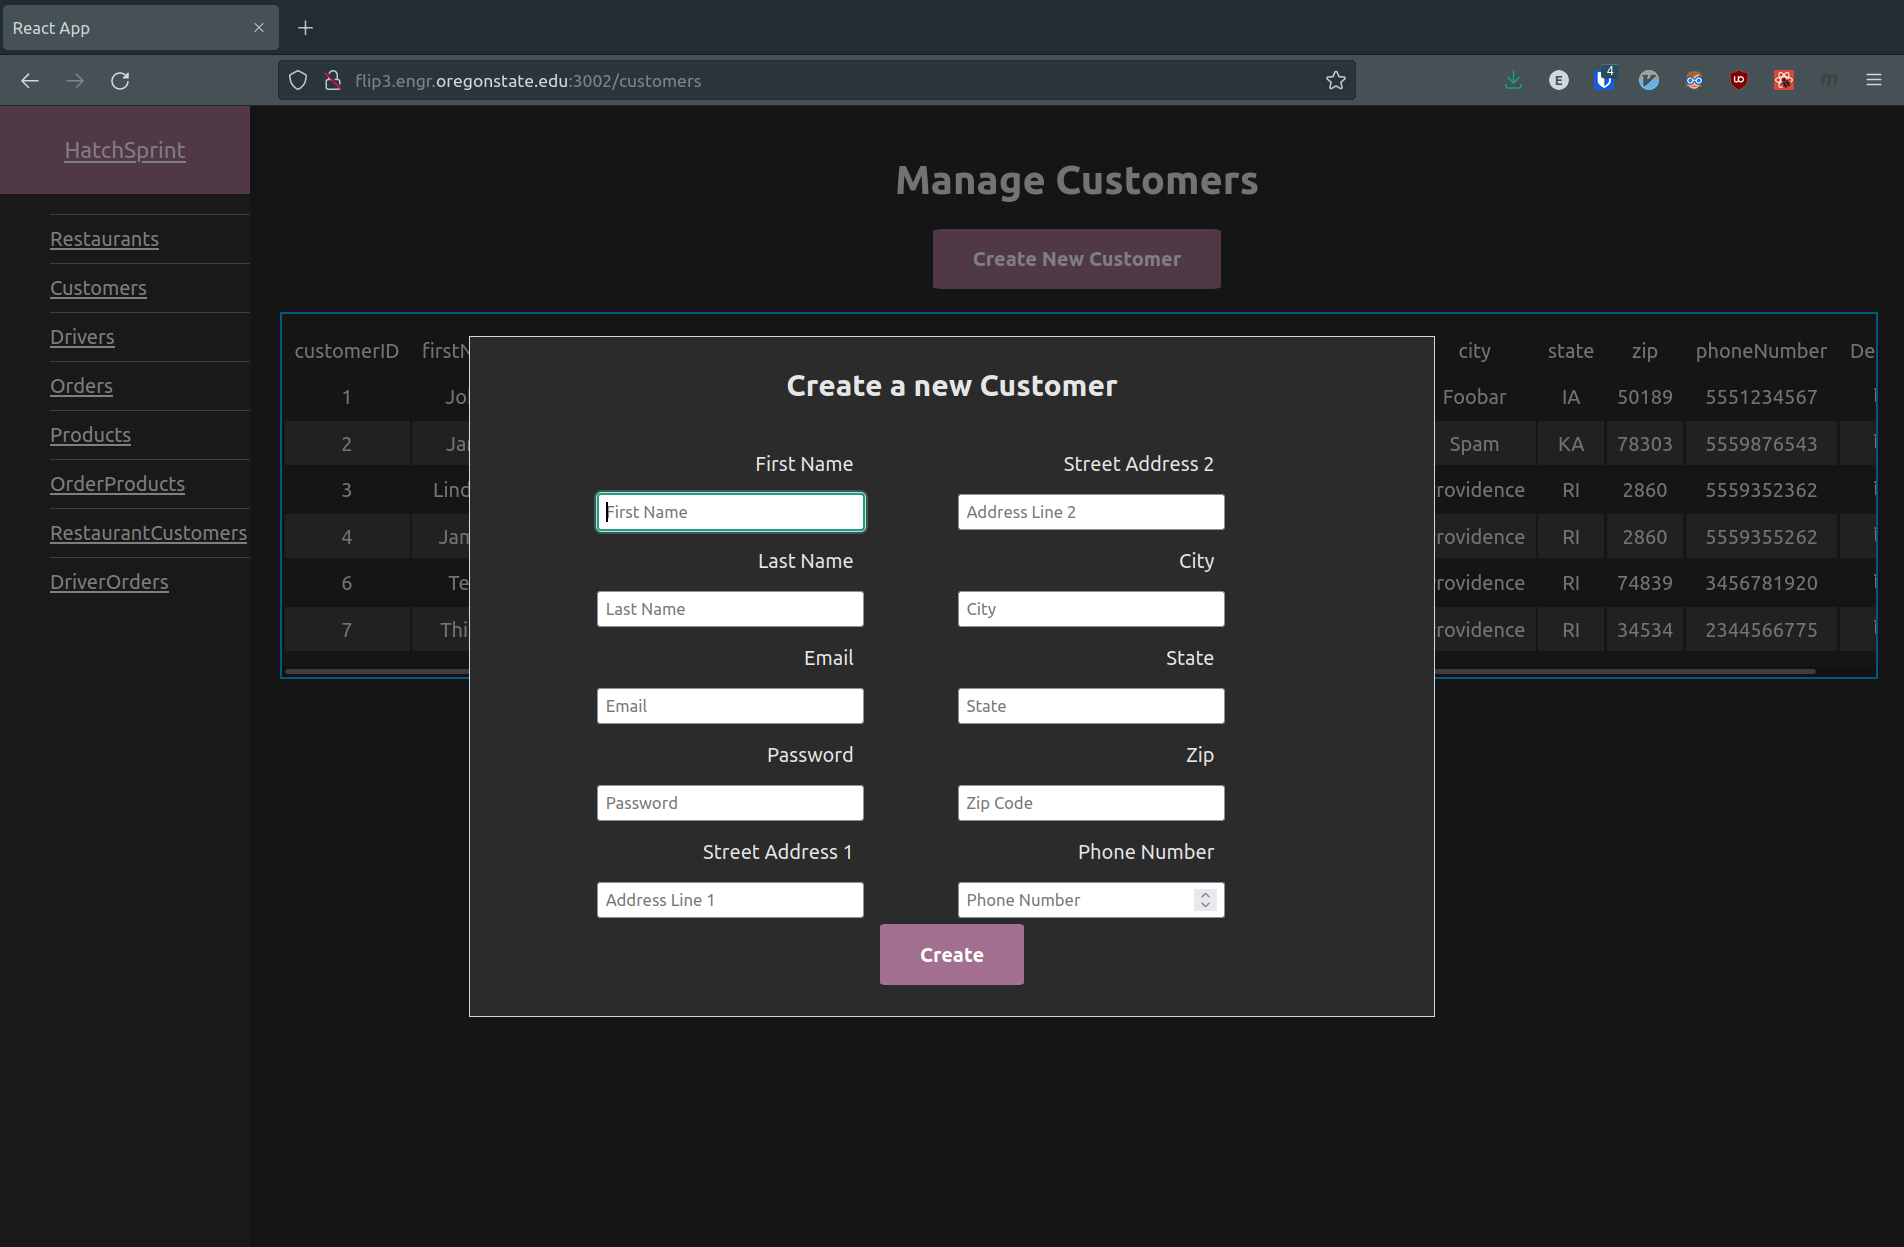 React App
flip3.engr.oregonstate.edu:3002/customers
E
4
m
HatchSprint
Restaurants
Customers
Drivers
Orders
Products
OrderProducts
RestaurantCustomers
DriverOrders
Manage Customers
Create New Customer
customerID firstN city state zip phoneNumber De
1 Jo Foobar IA 50189 5551234567
2 Jan Spam KA 78303 5559876543
3 Lind rovidence RI 2860 5559352362
4 Jam rovidence RI 2860 5559355262
6 Te rovidence RI 74839 3456781920
7 Thi rovidence RI 34534 2344566775
Create a new Customer
First Name
First Name
Last Name
Last Name
Email
Email
Password
Password
Street Address 1
Address Line 1
Street Address 2
Address Line 2
City
City
State
State
Zip
Zip Code
Phone Number
Phone Number
Create